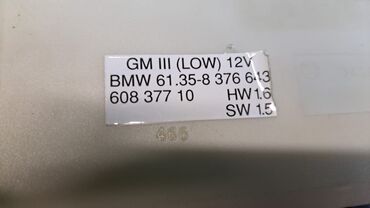 GM III (LOW) 12V
BMW 61.35-8 376 643
608 377 10 HW 1.6
SW 1.5
466